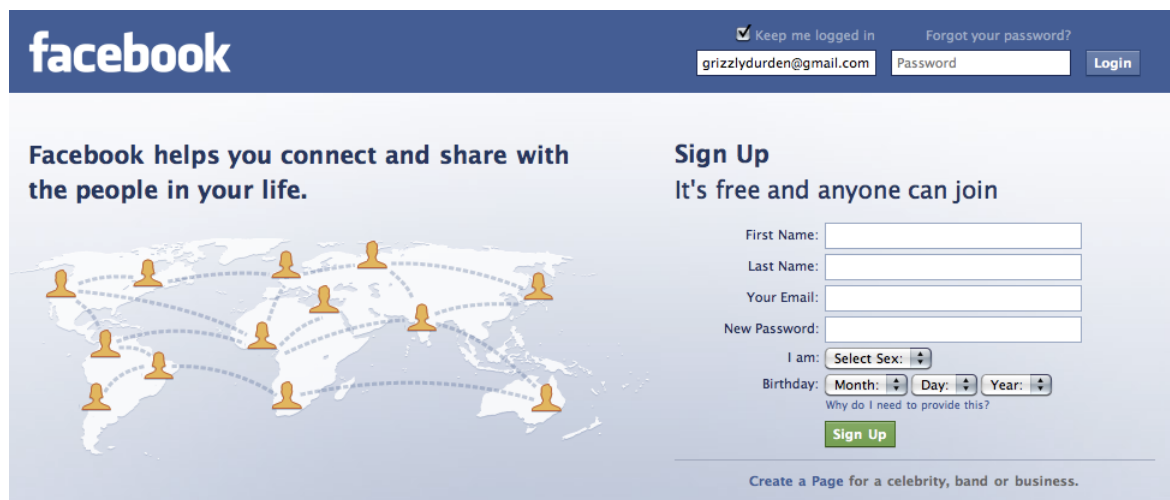 facebook
Keep me logged in
Forgot your password?
grizzlydurden@gmail.com
Password
Login
Facebook helps you connect and share with
the people in your life.
Sign Up
It's free and anyone can join
First Name:
Last Name:
Your Email:
New Password:
I am: Select Sex:
Birthday: Month: Day: Year:
Why do I need to provide this?
Sign Up
Create a Page for a celebrity, band or business.